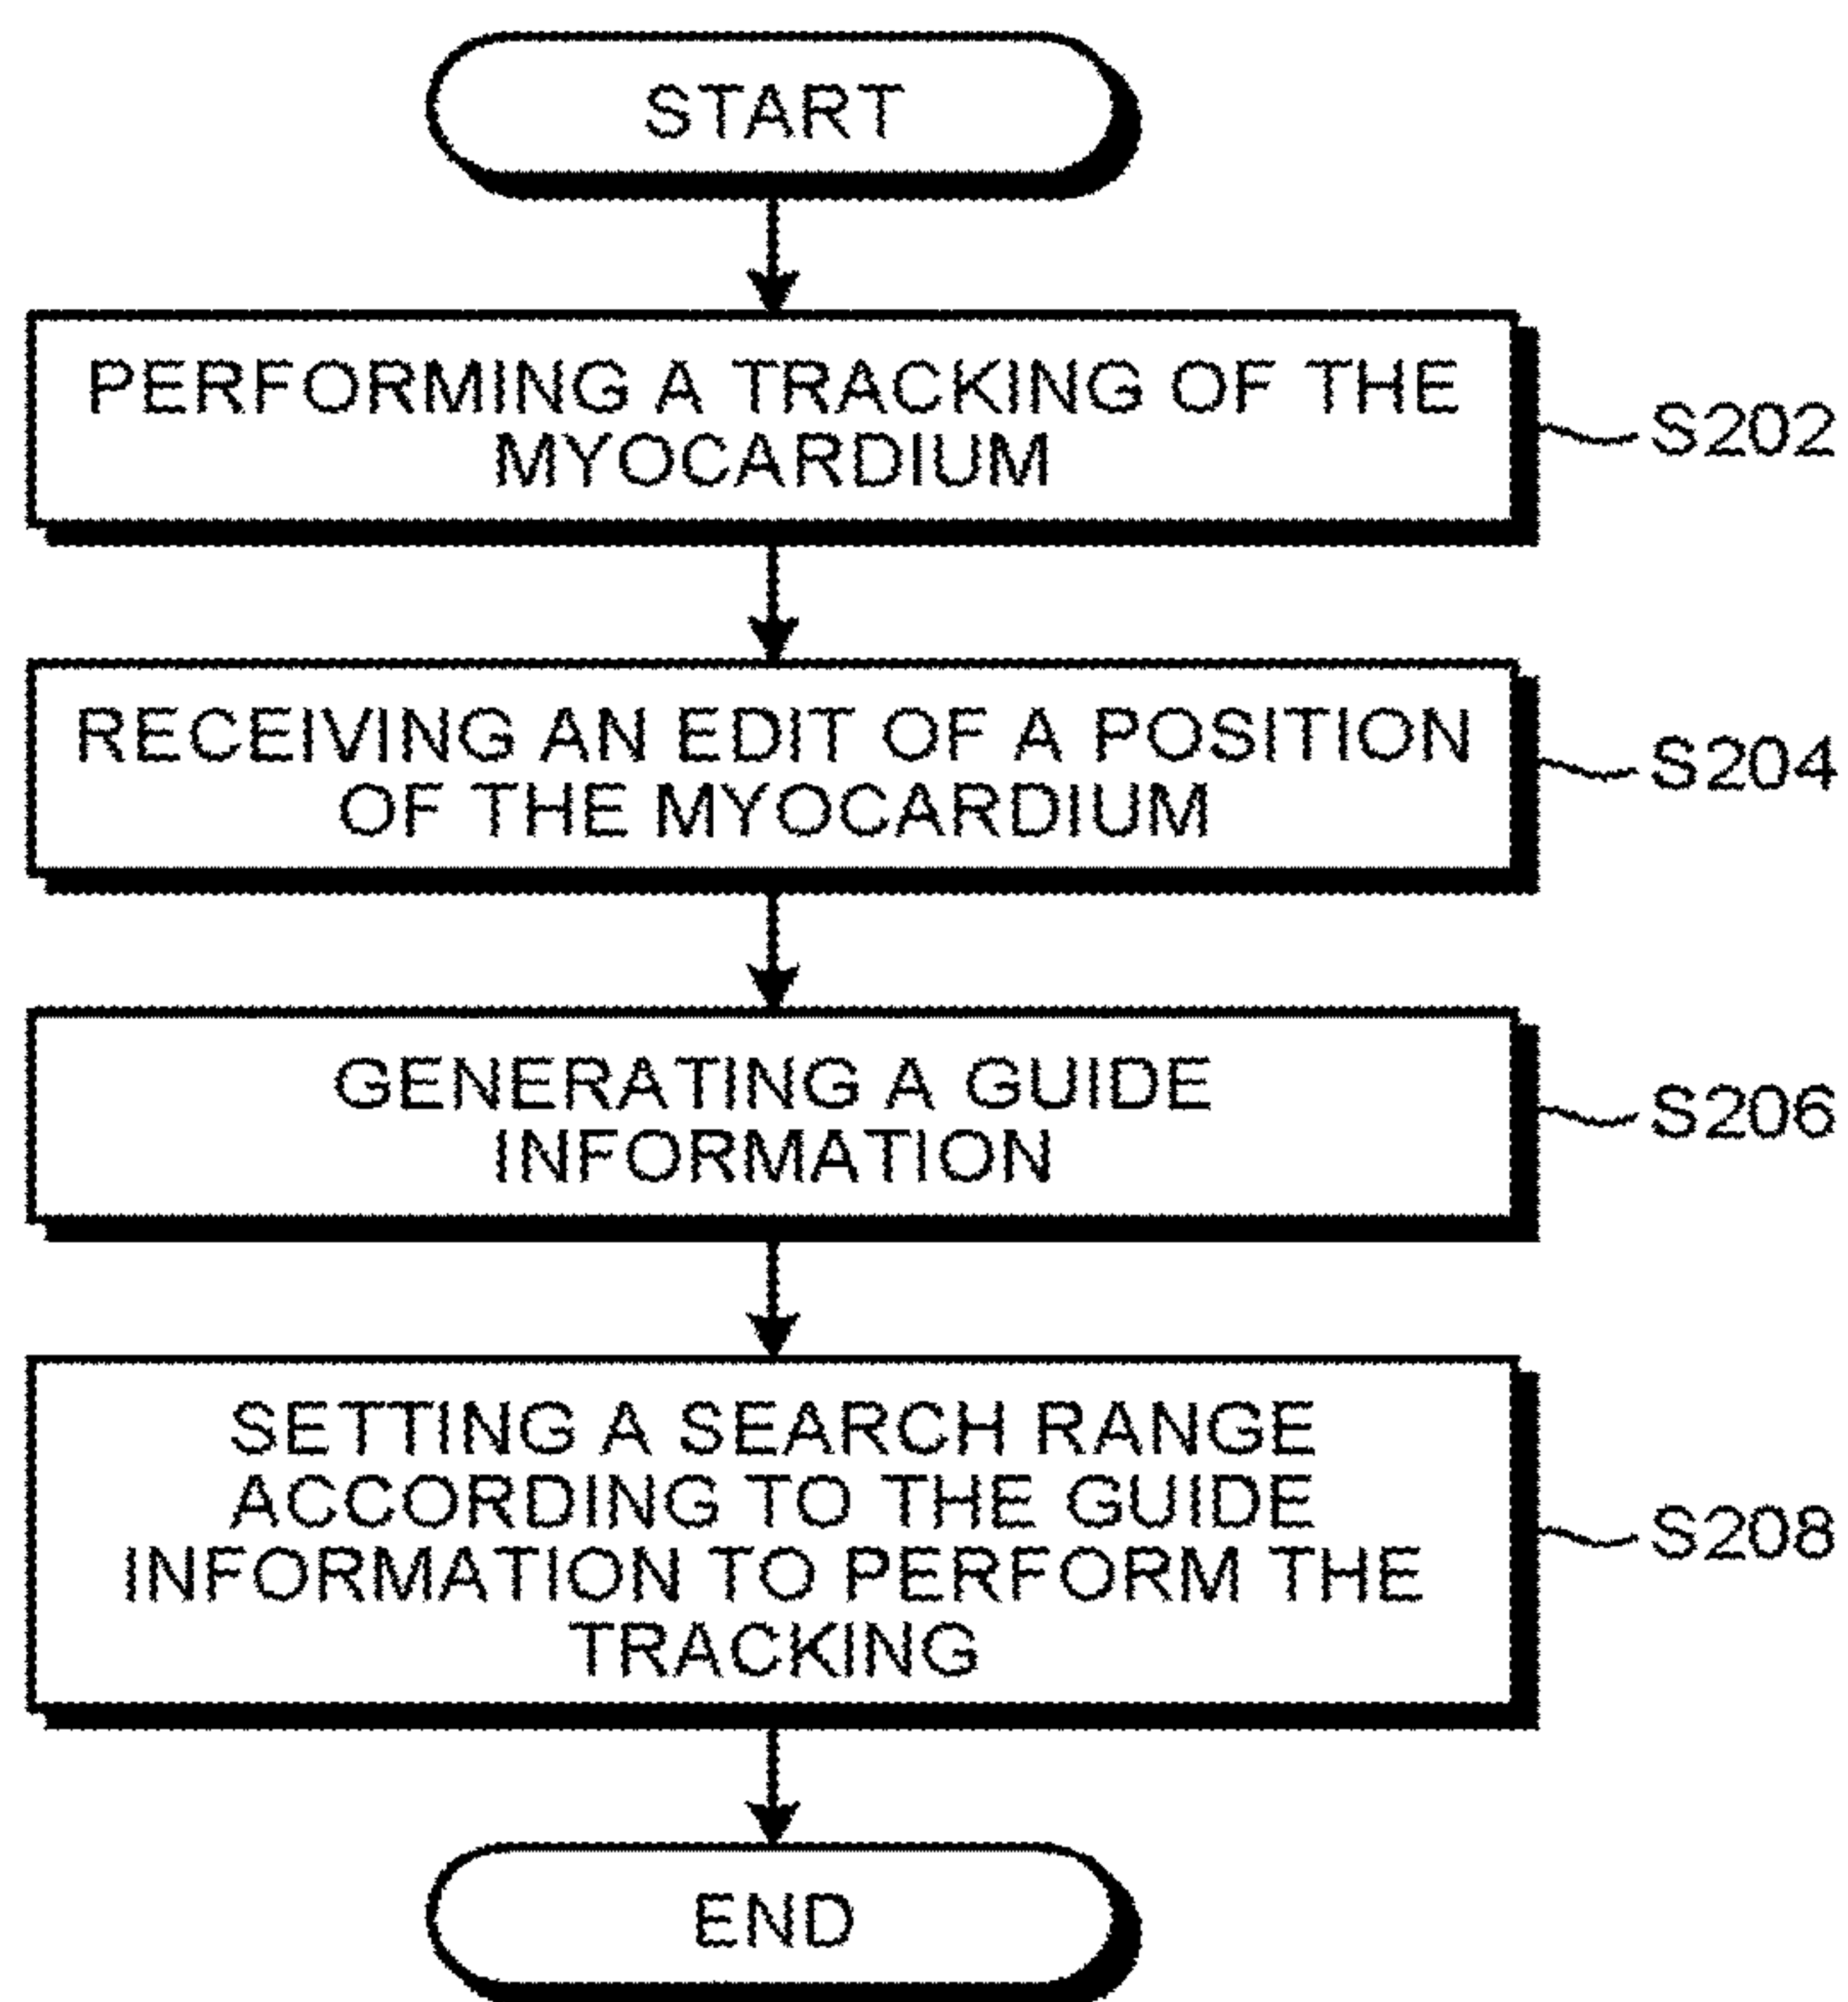 START
PERFORMING A TRACKING OF THE
MYOCARDIUM
S202
RECEIVING AN EDIT OF A POSITION
OF THE MYOCARDIUM
S204
GENERATING A GUIDE
INFORMATION
S206
SETTING A SEARCH RANGE
ACCORDING TO THE GUIDE
INFORMATION TO PERFORM THE
TRACKING
S208
END